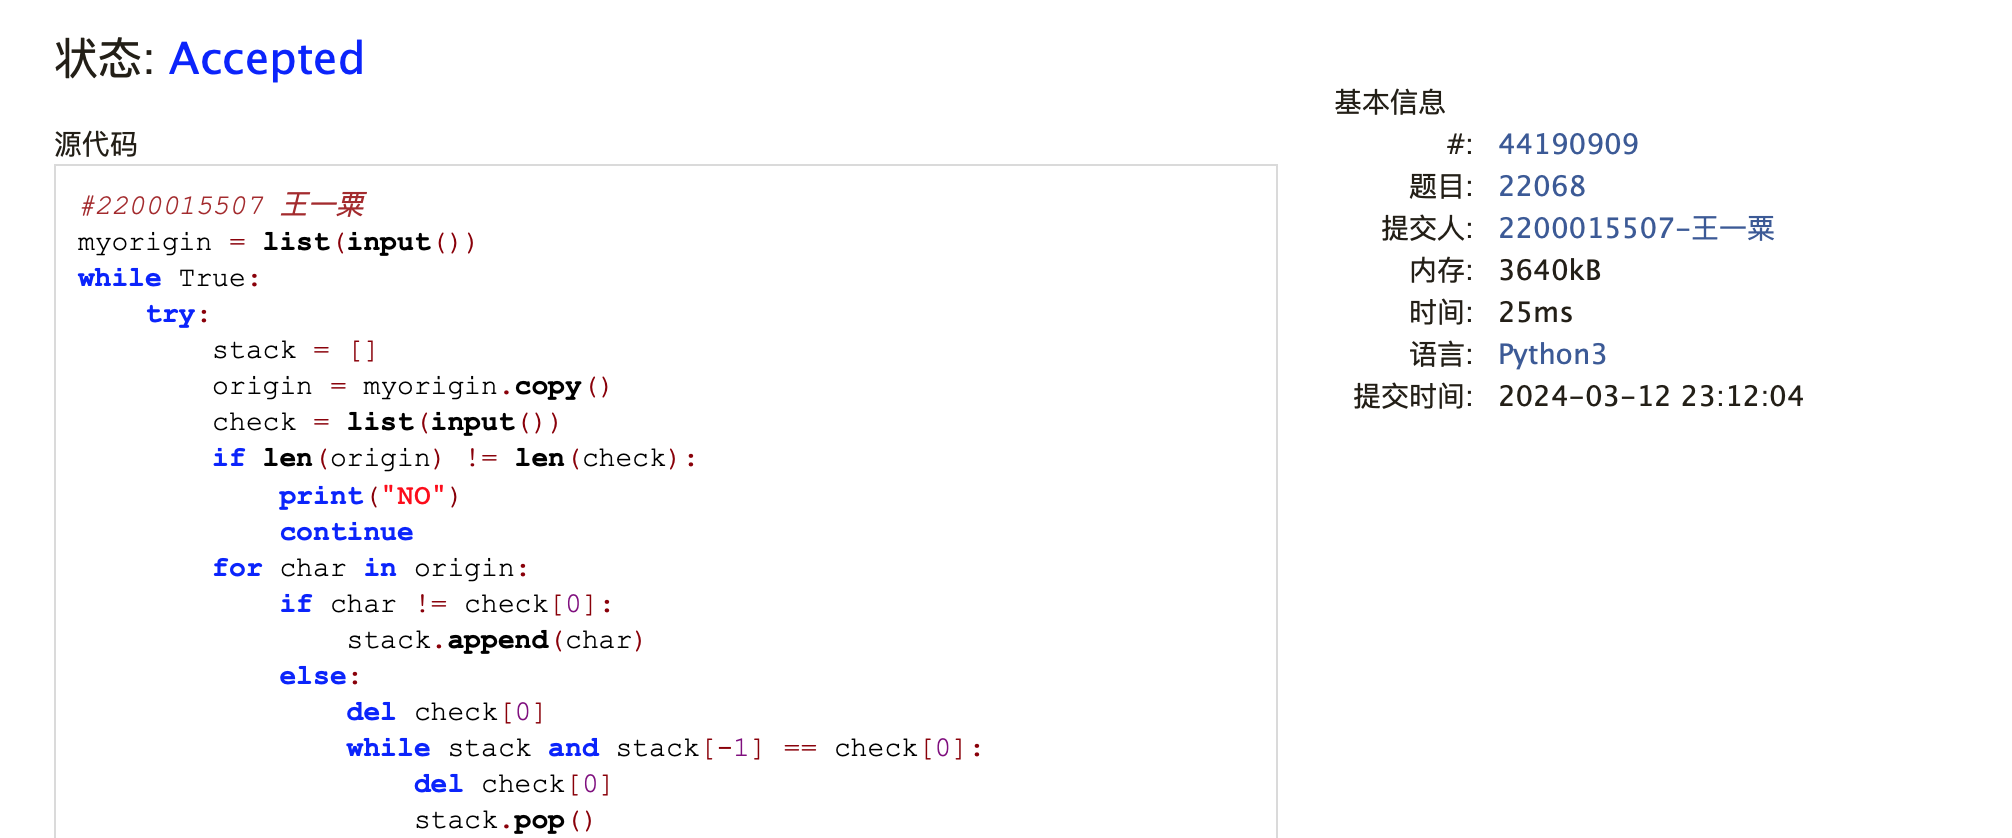 状态: Accepted
源代码
#2200015507 王一粟
myorigin = list(input())
while True:
    try:
        stack = []
        origin = myorigin.copy()
        check = list(input())
        if len(origin) != len(check):
            print("NO")
            continue
        for char in origin:
            if char != check[0]:
                stack.append(char)
            else:
                del check[0]
                while stack and stack[-1] == check[0]:
                    del check[0]
                    stack.pop()
基本信息
#: 44190909
题目: 22068
提交人: 2200015507-王一粟
内存: 3640kB
时间: 25ms
语言: Python3
提交时间: 2024-03-12 23:12:04